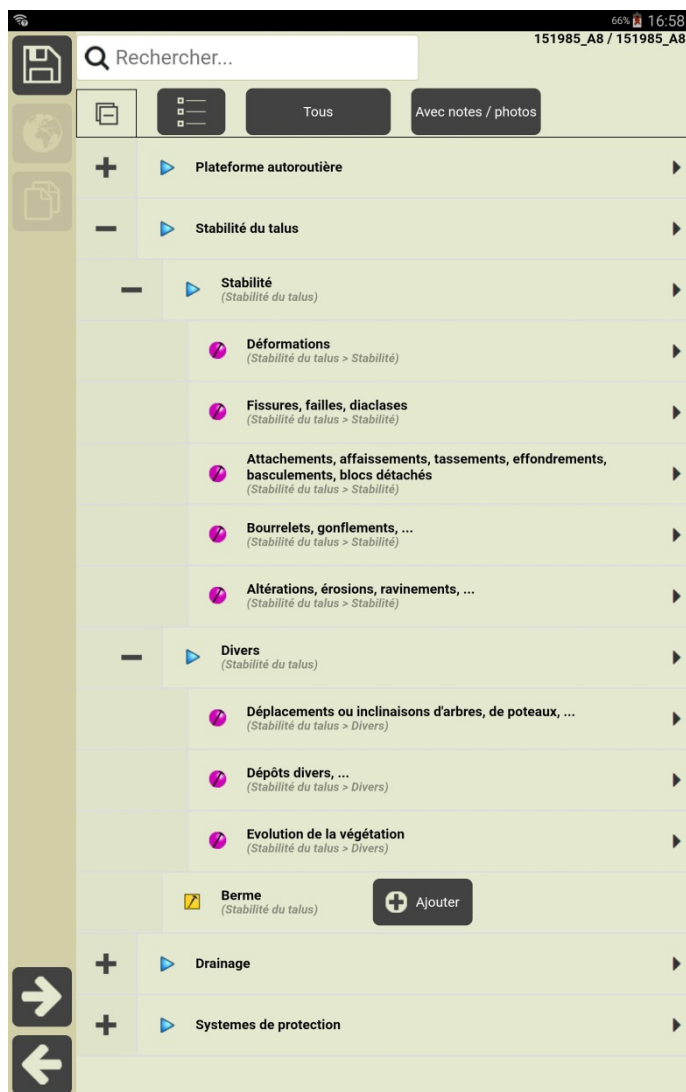 66% 16:58
151985_A8 / 151985_A8
Rechercher...
Tous
Avec notes / photos
Plateforme autoroutière
Stabilité du talus
Stabilité
(Stabilité du talus)
Déformations
(Stabilité du talus > Stabilité)
Fissures, failles, diaclases
(Stabilité du talus > Stabilité)
Attachements, affaissements, tassements, effondrements,
basculements, blocs détachés
(Stabilité du talus > Stabilité)
Bourrelets, gonflements, ...
(Stabilité du talus > Stabilité)
Altérations, érosions, ravinements, ...
(Stabilité du talus > Stabilité)
Divers
(Stabilité du talus)
Déplacements ou inclinaisons d'arbres, de poteaux, ...
(Stabilité du talus > Divers)
Dépôts divers, ...
(Stabilité du talus > Divers)
Evolution de la végétation
(Stabilité du talus > Divers)
Berme
(Stabilité du talus)
Ajouter
Drainage
Systemes de protection